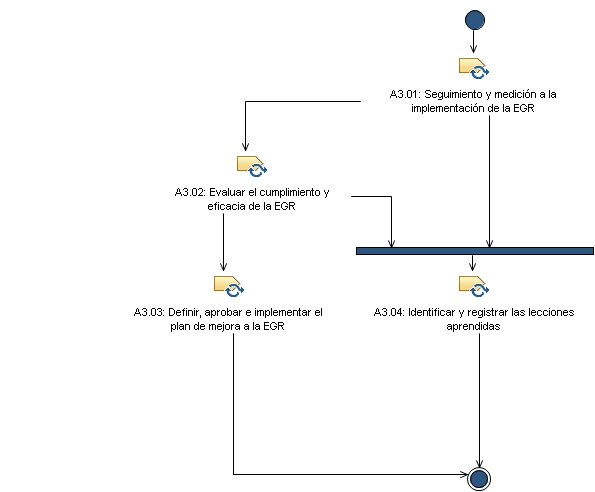 A3.01: Seguimiento y medición a la
implementación de la EGR
A3.02: Evaluar el cumplimiento y
eficacia de la EGR
A3.03: Definir, aprobar e implementar el
plan de mejora a la EGR
A3.04: Identificar y registrar las lecciones
aprendidas